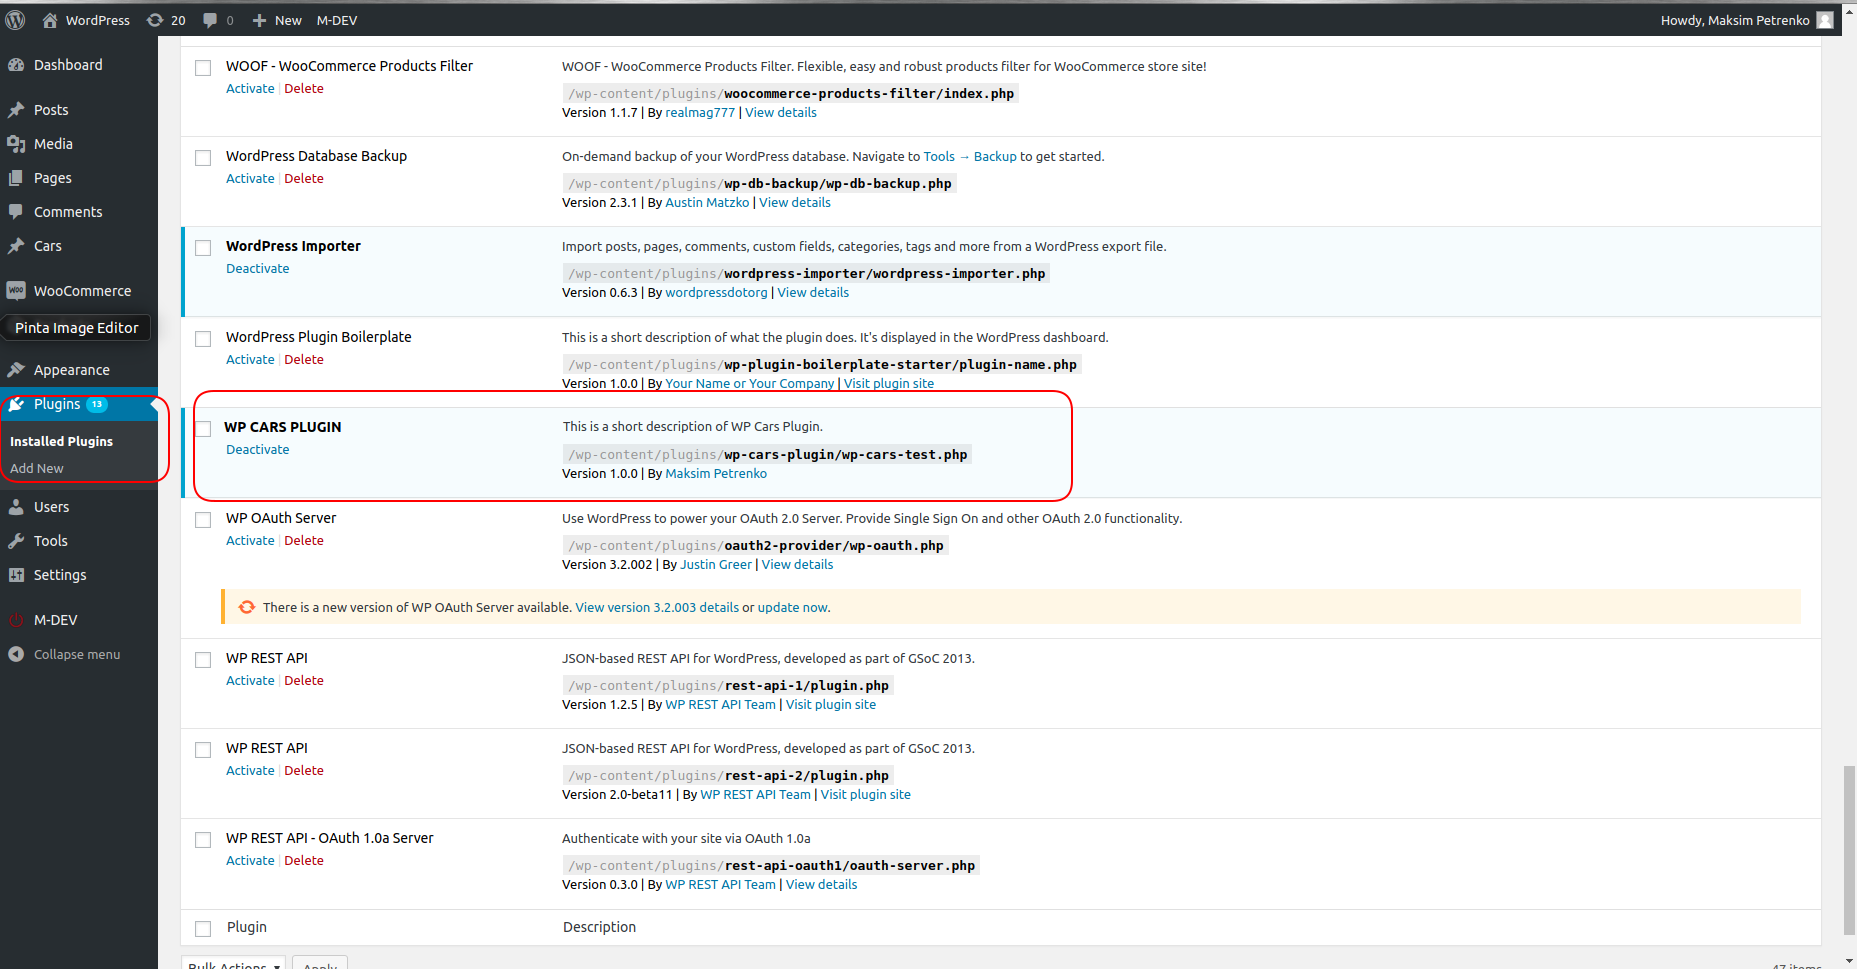 WordPress 20 0 New M-DEV Howdy, Maksim Petrenko
Dashboard
Posts
Media
Pages
Comments
Cars
WooCommerce
Pinta Image Editor
Appearance
Plugins 13
Installed Plugins
Add New
Users
Tools
Settings
M-DEV
Collapse menu
WOOF - WooCommerce Products Filter
Activate | Delete
WOOF - WooCommerce Products Filter. Flexible, easy and robust products filter for WooCommerce store site!
/wp-content/plugins/woocommerce-products-filter/index.php
Version 1.1.7 | By realmag777 | View details
WordPress Database Backup
Activate | Delete
On-demand backup of your WordPress database. Navigate to Tools → Backup to get started.
/wp-content/plugins/wp-db-backup/wp-db-backup.php
Version 2.3.1 | By Austin Matzko | View details
WordPress Importer
Deactivate
Import posts, pages, comments, custom fields, categories, tags and more from a WordPress export file.
/wp-content/plugins/wordpress-importer/wordpress-importer.php
Version 0.6.3 | By wordpressdotorg | View details
WordPress Plugin Boilerplate
Activate | Delete
This is a short description of what the plugin does. It's displayed in the WordPress dashboard.
/wp-content/plugins/wp-plugin-boilerplate-starter/plugin-name.php
Version 1.0.0 | By Your Name or Your Company | Visit plugin site
WP CARS PLUGIN
Deactivate
This is a short description of WP Cars Plugin.
/wp-content/plugins/wp-cars-plugin/wp-cars-test.php
Version 1.0.0 | By Maksim Petrenko
WP OAuth Server
Activate | Delete
Use WordPress to power your OAuth 2.0 Server. Provide Single Sign On and other OAuth 2.0 functionality.
/wp-content/plugins/oauth2-provider/wp-oauth.php
Version 3.2.002 | By Justin Greer | View details
There is a new version of WP OAuth Server available. View version 3.2.003 details or update now.
WP REST API
Activate | Delete
JSON-based REST API for WordPress, developed as part of GSoC 2013.
/wp-content/plugins/rest-api-1/plugin.php
Version 1.2.5 | By WP REST API Team | Visit plugin site
WP REST API
Activate | Delete
JSON-based REST API for WordPress, developed as part of GSoC 2013.
/wp-content/plugins/rest-api-2/plugin.php
Version 2.0-beta11 | By WP REST API Team | Visit plugin site
WP REST API - OAuth 1.0a Server
Activate | Delete
Authenticate with your site via OAuth 1.0a
/wp-content/plugins/rest-api-oauth1/oauth-server.php
Version 0.3.0 | By WP REST API Team | View details
Plugin Description
Bulk Actions Apply 47 items